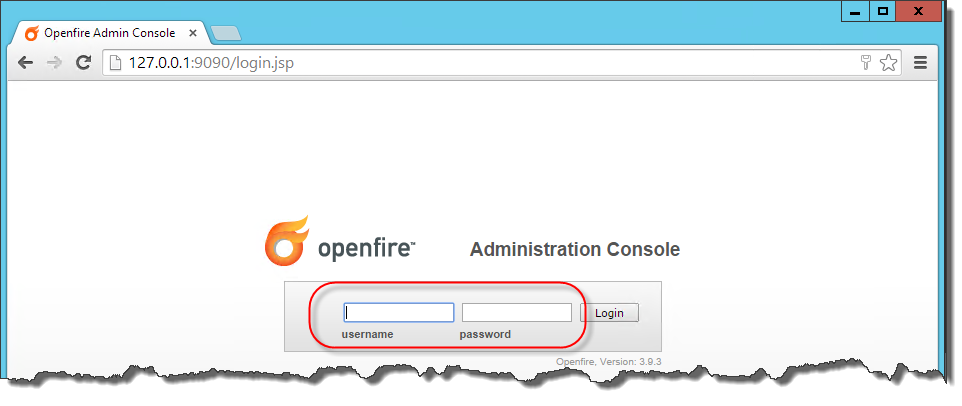 Openfire Admin Console
127.0.0.1:9090/login.jsp
openfire™ Administration Console
Login
username password
Openfire, Version: 3.9.3